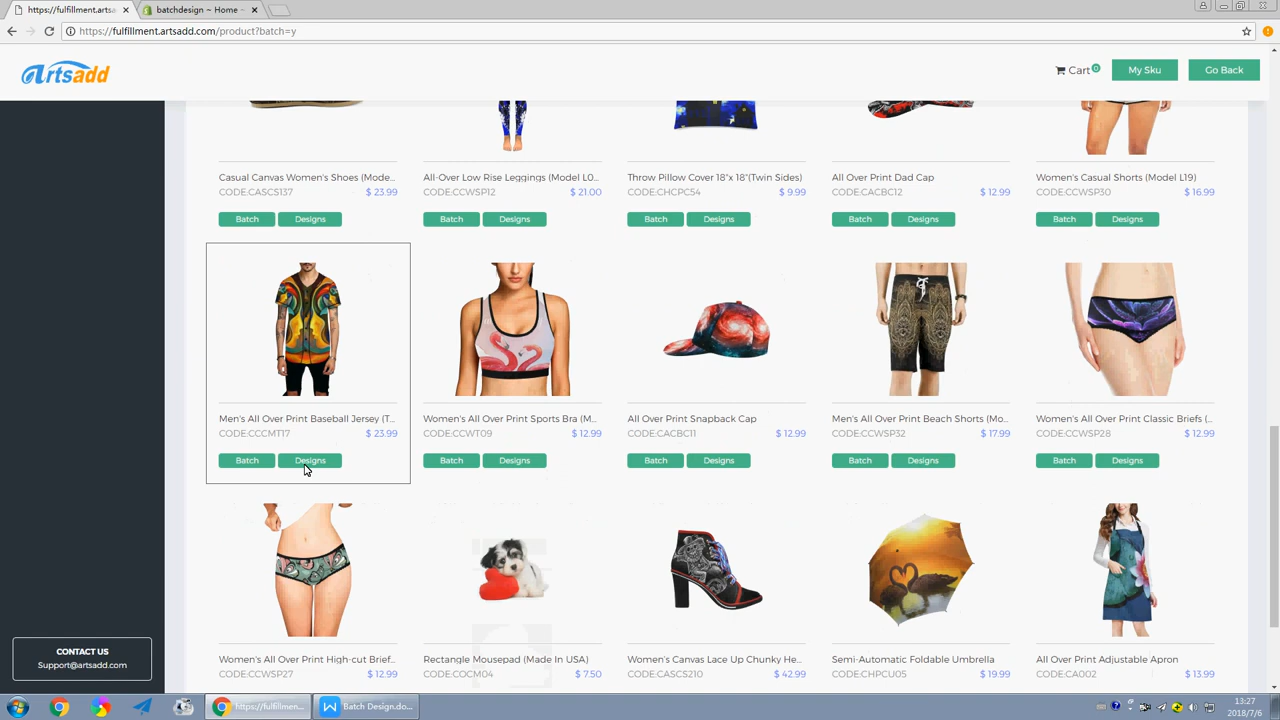 https://fulfillment.artsa
batchdesign ~ Home ~
https://fulfillment.artsadd.com/product?batch=y
artsadd
Cart 0
My Sku
Go Back
Casual Canvas Women's Shoes (Mode...
All-Over Low Rise Leggings (Model L0...
Throw Pillow Cover 18"x 18"(Twin Sides)
All Over Print Dad Cap
Women's Casual Shorts (Model L19)
CODE:CASCS137 $ 23.99
CODE:CCWSP12 $ 21.00
CODE:CHCPC54 $ 9.99
CODE:CACBC12 $ 12.99
CODE:CCWSP30 $ 16.99
Batch Designs
Batch Designs
Batch Designs
Batch Designs
Batch Designs
Men's All Over Print Baseball Jersey (T...
Women's All Over Print Sports Bra (M...
All Over Print Snapback Cap
Men's All Over Print Beach Shorts (Mo...
Women's All Over Print Classic Briefs (...
CODE:CCCMT17 $ 23.99
CODE:CCWT09 $ 12.99
CODE:CACBC11 $ 12.99
CODE:CCWSP32 $ 17.99
CODE:CCWSP28 $ 12.99
Batch Designs
Batch Designs
Batch Designs
Batch Designs
Batch Designs
Women's All Over Print High-cut Brief...
Rectangle Mousepad (Made In USA)
Women's Canvas Lace Up Chunky He...
Semi-Automatic Foldable Umbrella
All Over Print Adjustable Apron
CODE:CCWSP27 $ 12.99
CODE:COCM04 $ 7.50
CODE:CASCS210 $ 42.99
CODE:CHPCU05 $ 19.99
CODE:CA002 $ 13.99
CONTACT US
Support@artsadd.com
https://fulfillmen...
Batch Design.do...
13:27
2018/7/6